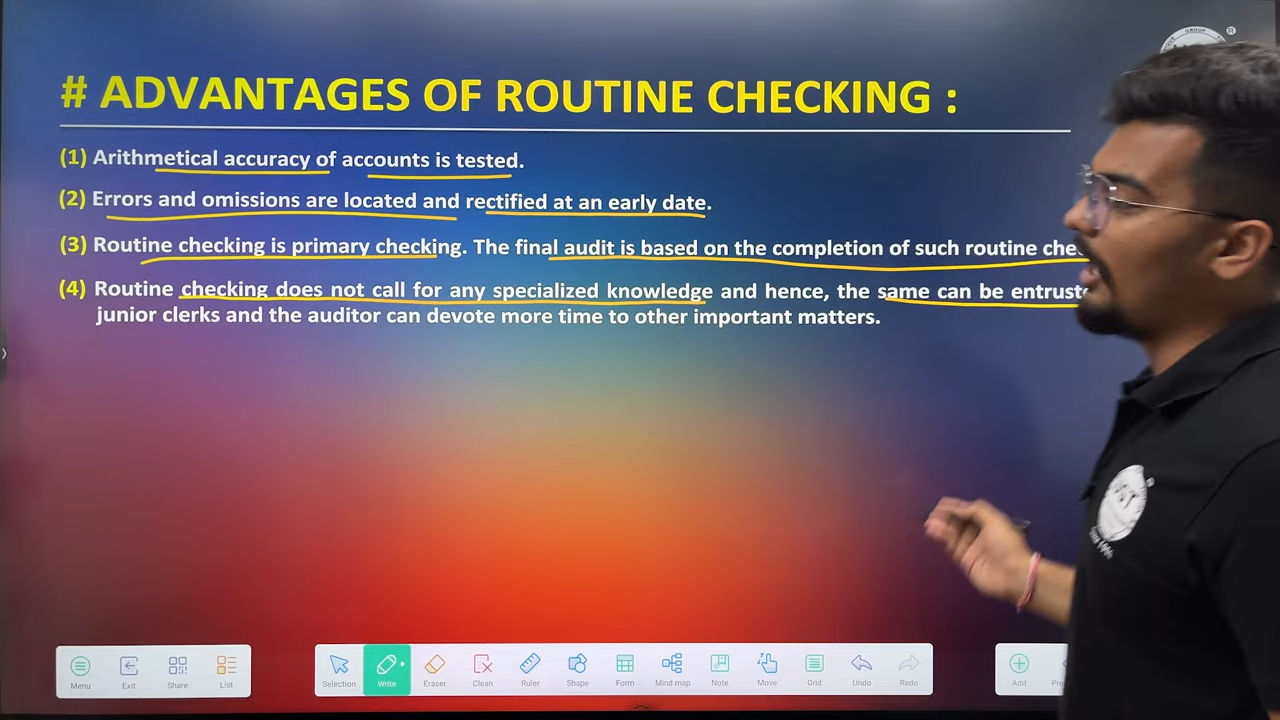 GROUP
®
# ADVANTAGES OF ROUTINE CHECKING :
(1) Arithmetical accuracy of accounts is tested.
(2) Errors and omissions are located and rectified at an early date.
(3) Routine checking is primary checking. The final audit is based on the completion of such routine
(4) Routine checking does not call for any specialized knowledge and hence, the same can be
junior clerks and the auditor can devote more time to other important matters.
Menu Exit Share List Selection Write Eraser Clean Ruler Shape Form Mind map Note Move Grid Undo Redo Add